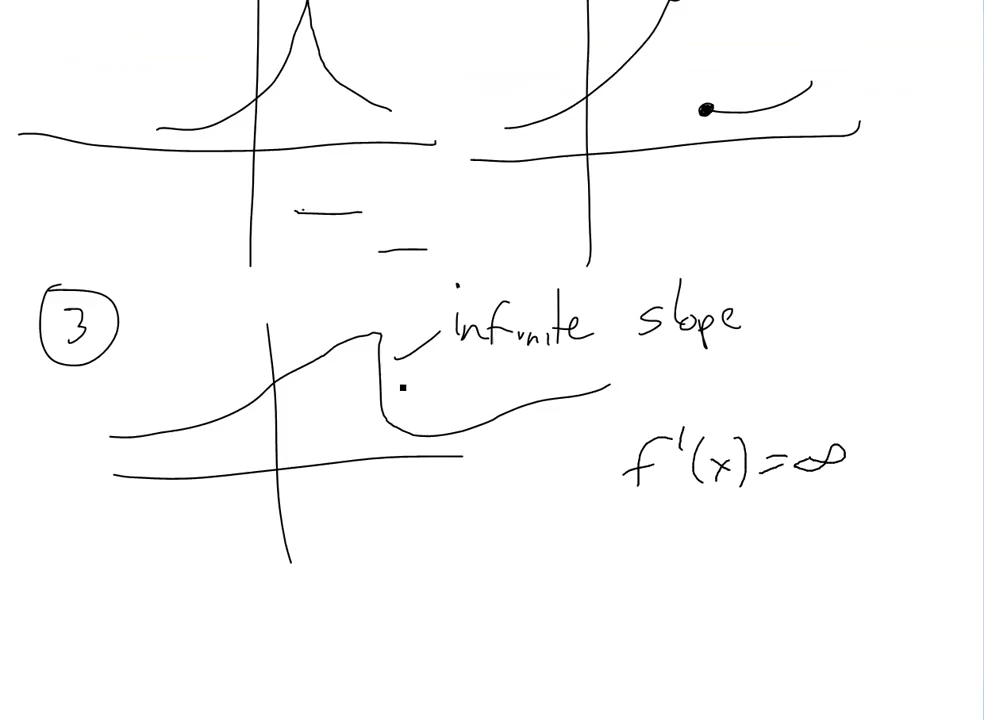 3
infinite slope
f'(x)=∞